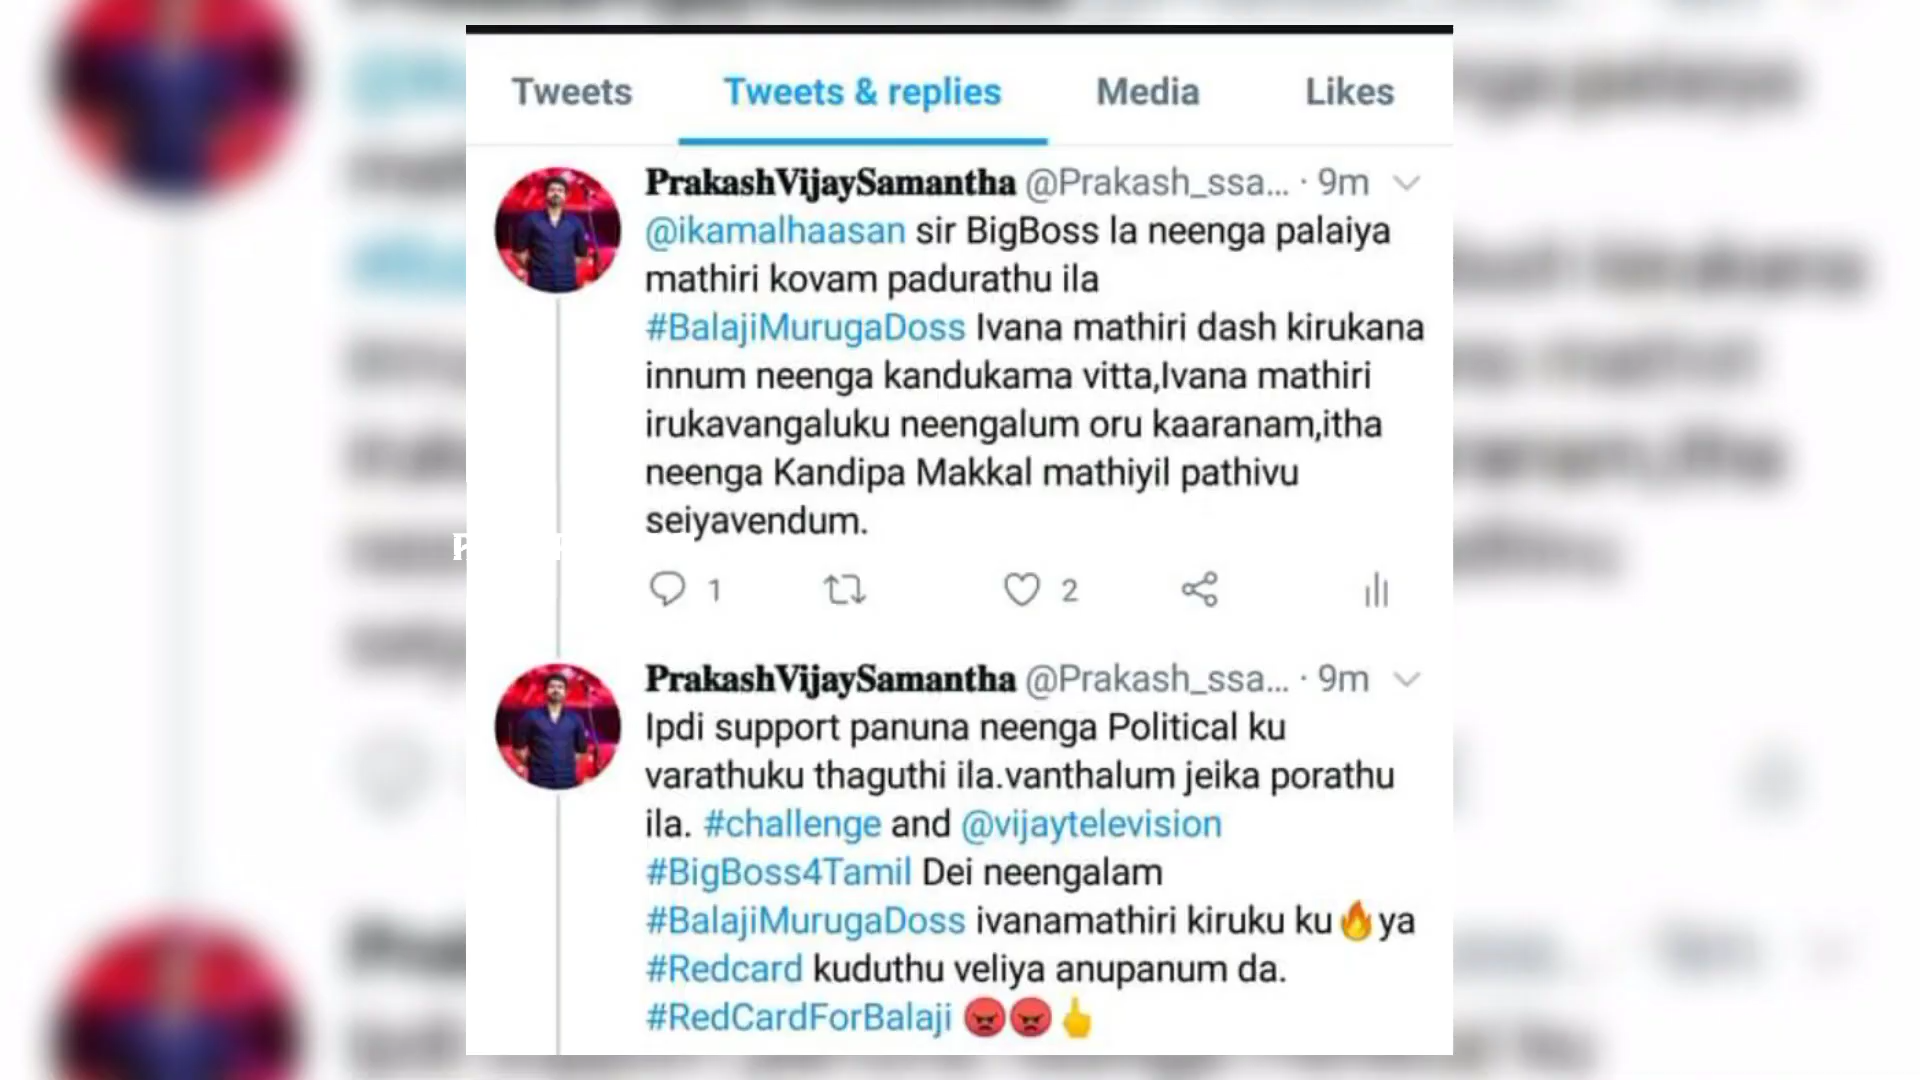 Tweets Tweets & replies Media Likes
PrakashVijaySamantha @Prakash_ssa... · 9m
@ikamalhaasan sir BigBoss la neenga palaiya
mathiri kovam padurathu ila
#BalajiMurugaDoss Ivana mathiri dash kirukana
innum neenga kandukama vitta,Ivana mathiri
irukavangaluku neengalum oru kaaranam,itha
neenga Kandipa Makkal mathiyil pathivu
seiyavendum.
1 2
PrakashVijaySamantha @Prakash_ssa... · 9m
Ipdi support panuna neenga Political ku
varathuku thaguthi ila.vanthalum jeika porathu
ila. #challenge and @vijaytelevision
#BigBoss4Tamil Dei neengalam
#BalajiMurugaDoss ivanamathiri kiruku ku🔥ya
#Redcard kuduthu veliya anupanum da.
#RedCardForBalaji 😡😡🖕